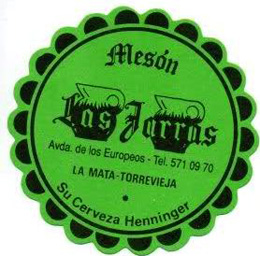 Mesón
Las Jarras
Avda. de los Europeos - Tel. 571 09 70
LA MATA-TORREVIEJA
Su Cerveza Henninger